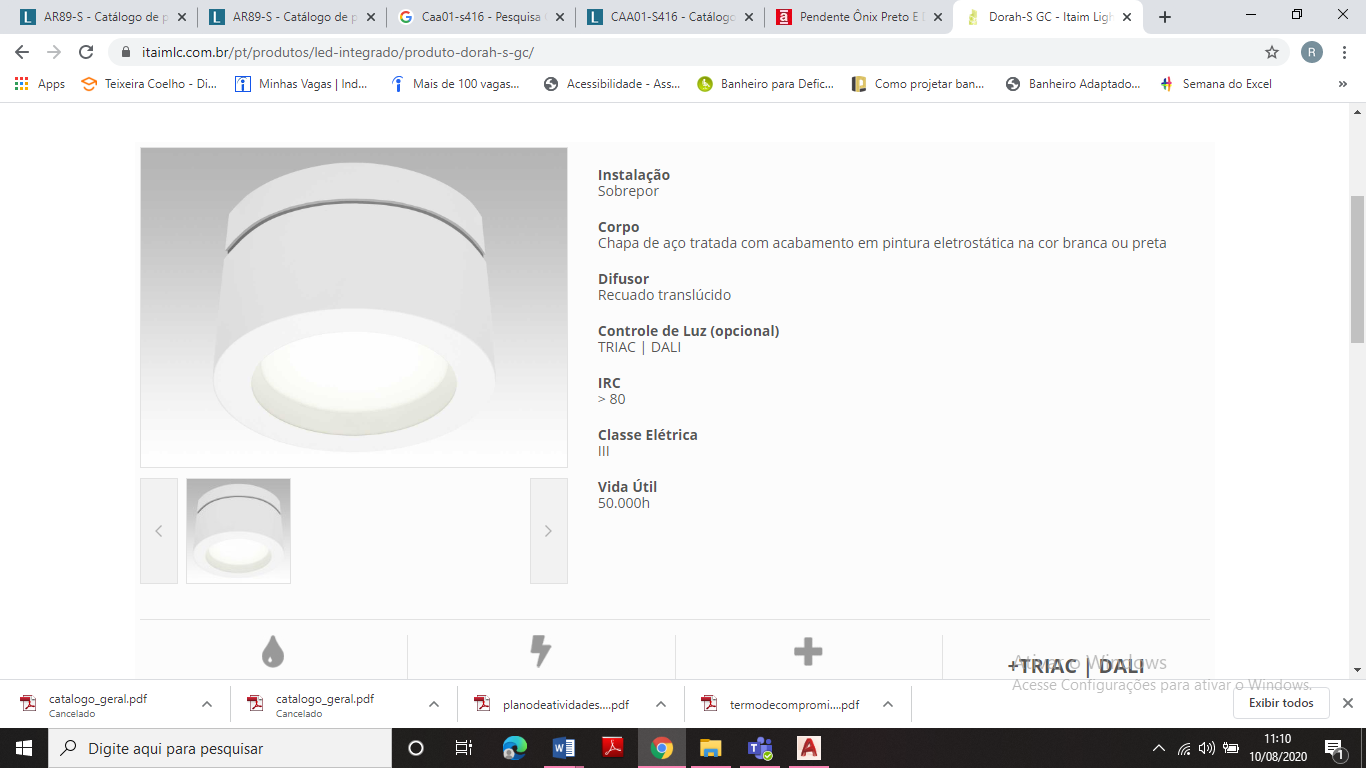 AR89-S - Catálogo de p
AR89-S - Catálogo de p
Caa01-s416 - Pesquisa
CAA01-S416 - Catálogo
Pendente Ônix Preto E D
Dorah-S GC - Itaim Ligh
itaimlc.com.br/pt/produtos/led-integrado/produto-dorah-s-gc/
R
Apps
Teixeira Coelho - Di...
Minhas Vagas | Ind...
Mais de 100 vagas...
Acessibilidade - Ass...
Banheiro para Defic...
Como projetar ban...
Banheiro Adaptado...
Semana do Excel
»
Instalação
Sobrepor
Corpo
Chapa de aço tratada com acabamento em pintura eletrostática na cor branca ou preta
Difusor
Recuado translúcido
Controle de Luz (opcional)
TRIAC | DALI
IRC
> 80
Classe Elétrica
III
Vida Útil
50.000h
+TRIAC | DALI
Ativar o Windows
Acesse Configurações para ativar o Windows.
catalogo_geral.pdf
Cancelado
catalogo_geral.pdf
Cancelado
planodeatividades....pdf
termodecompromi....pdf
Exibir todos
Digite aqui para pesquisar
11:10
10/08/2020
1